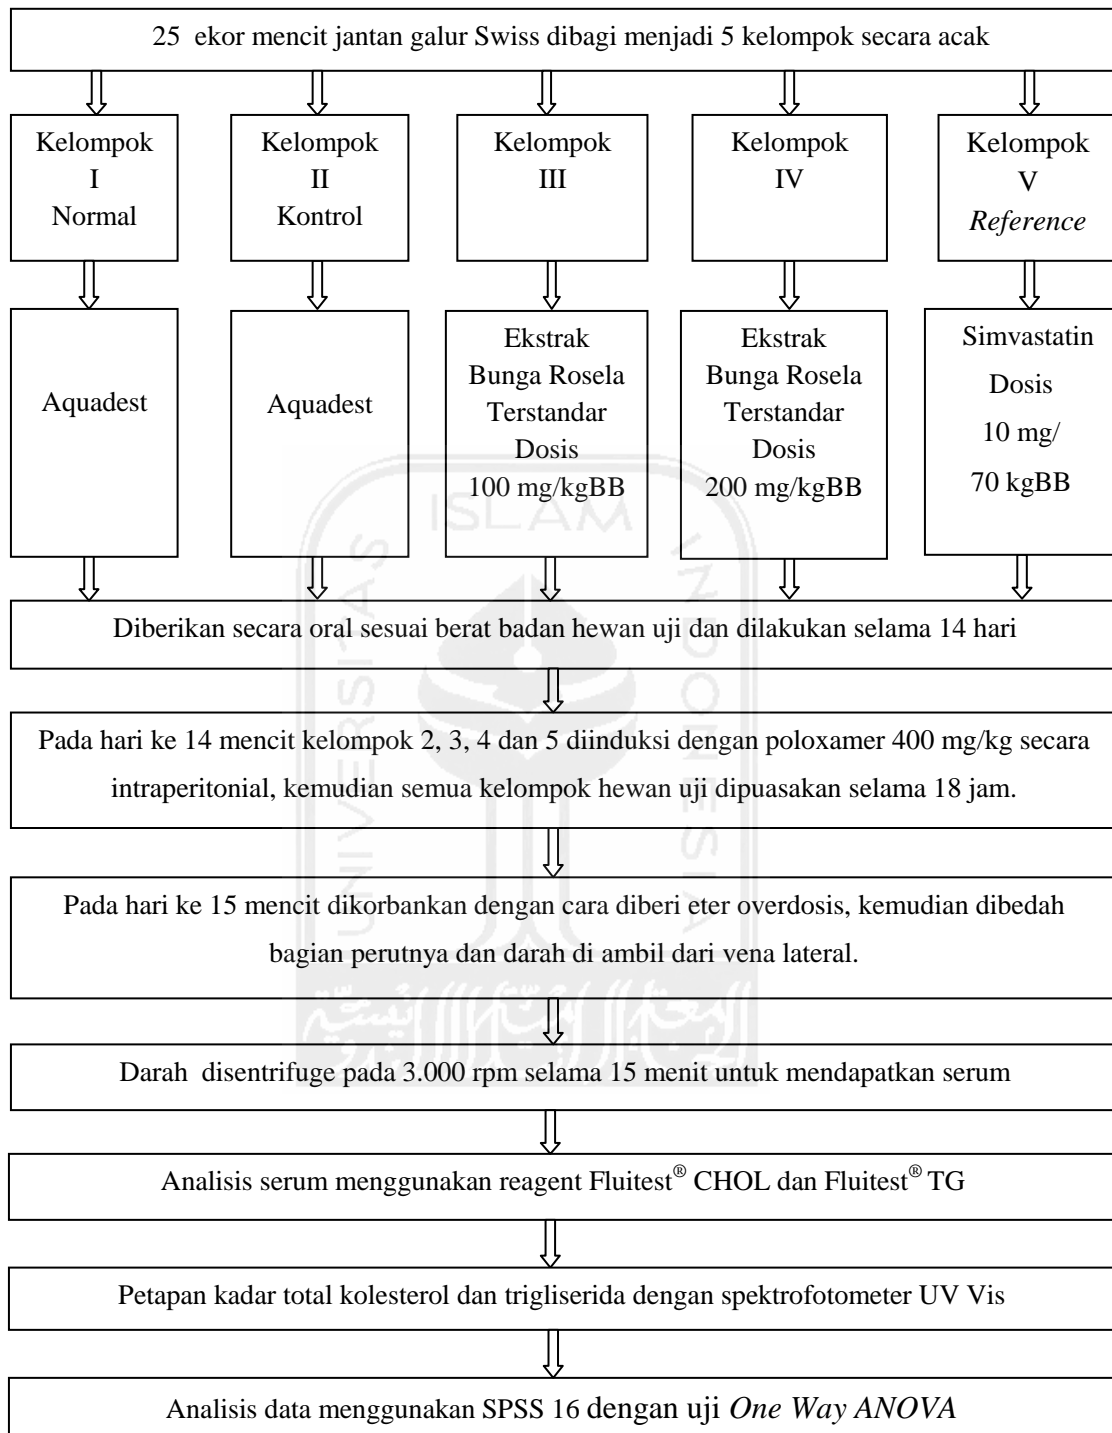 25 ekor mencit jantan galur Swiss dibagi menjadi 5 kelompok secara acak
Kelompok
I
Normal
Kelompok
II
Kontrol
Kelompok
III
Kelompok
IV
Kelompok
V
Reference
Aquadest
Aquadest
Ekstrak
Bunga Rosela
Terstandar
Dosis
100 mg/kgBB
Ekstrak
Bunga Rosela
Terstandar
Dosis
200 mg/kgBB
Simvastatin
Dosis
10 mg/
70 kgBB
Diberikan secara oral sesuai berat badan hewan uji dan dilakukan selama 14 hari
Pada hari ke 14 mencit kelompok 2, 3, 4 dan 5 diinduksi dengan poloxamer 400 mg/kg secara
intraperitonial, kemudian semua kelompok hewan uji dipuasakan selama 18 jam.
Pada hari ke 15 mencit dikorbankan dengan cara diberi eter overdosis, kemudian dibedah
bagian perutnya dan darah di ambil dari vena lateral.
Darah disentrifuge pada 3.000 rpm selama 15 menit untuk mendapatkan serum
Analisis serum menggunakan reagent Fluitest® CHOL dan Fluitest® TG
Petapan kadar total kolesterol dan trigliserida dengan spektrofotometer UV Vis
Analisis data menggunakan SPSS 16 dengan uji One Way ANOVA
UNIVERSITAS
ISLAM
INDONESIA